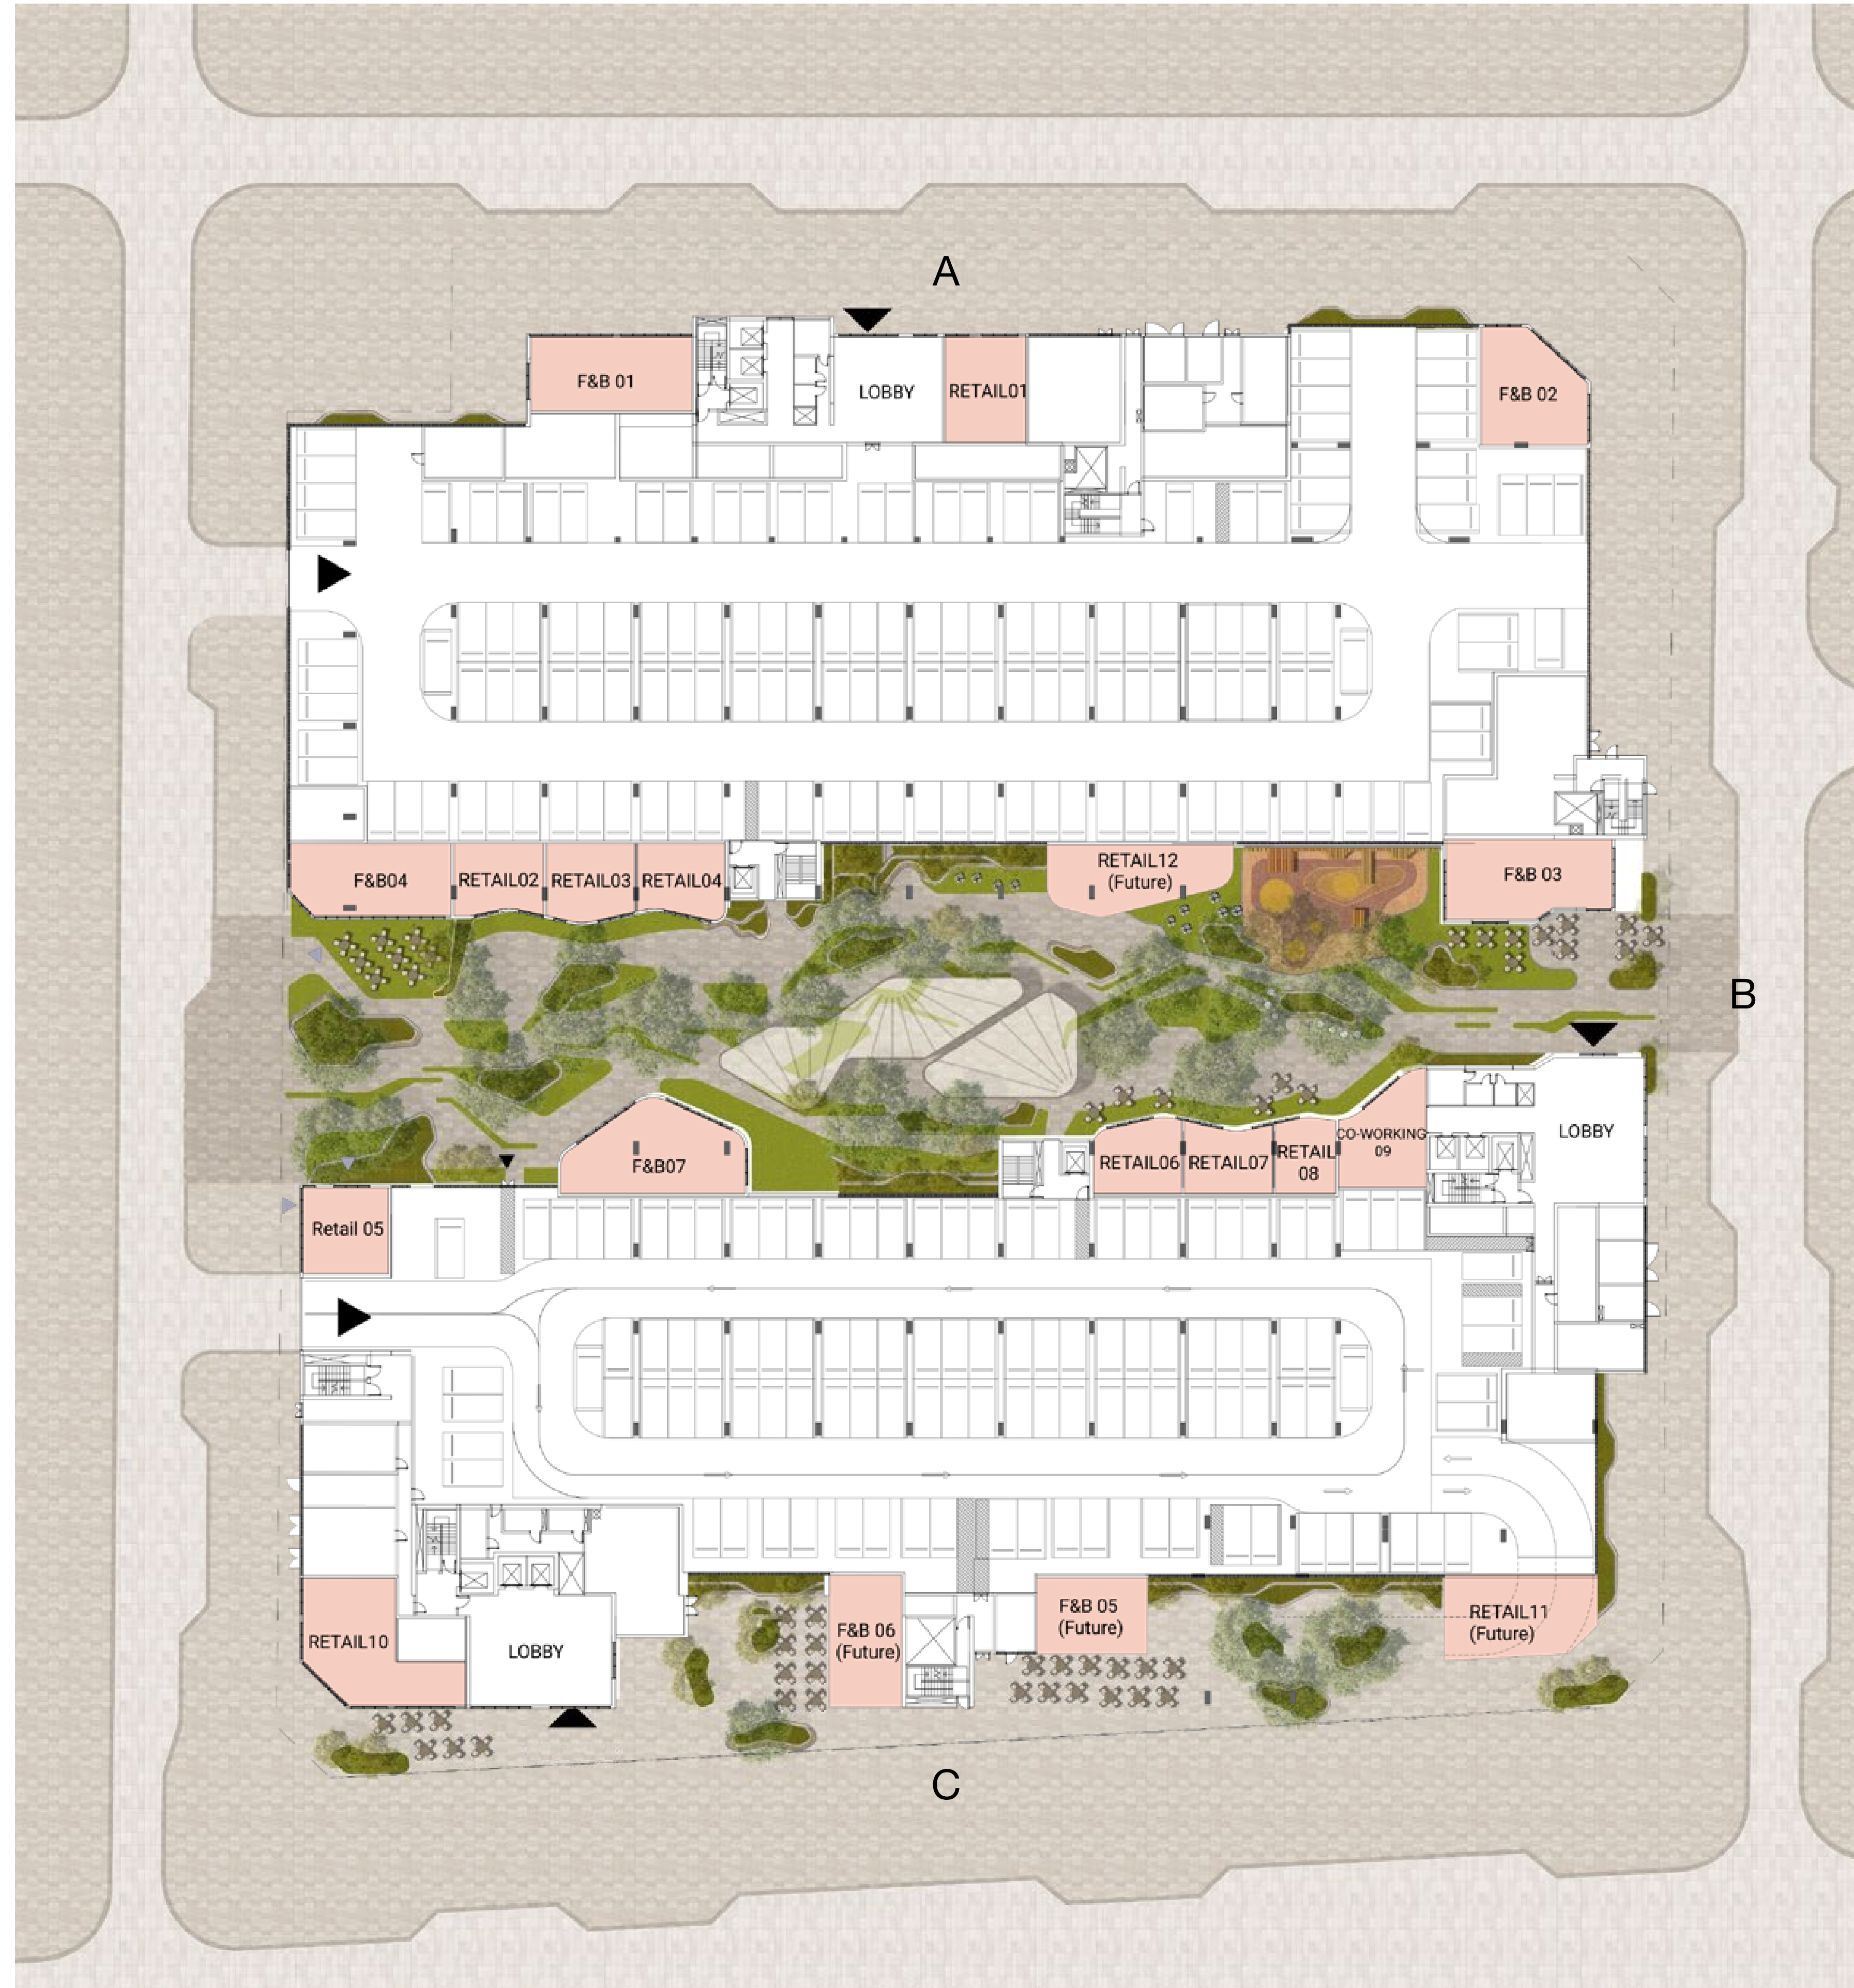 A
F&B 01
LOBBY
RETAIL01
F&B 02
F&B04
RETAIL02
RETAIL03
RETAIL04
RETAIL12
(Future)
F&B 03
B
F&B07
RETAIL06
RETAIL07
RETAIL
08
CO-WORKING
09
LOBBY
Retail 05
RETAIL10
LOBBY
F&B 06
(Future)
F&B 05
(Future)
RETAIL11
(Future)
C